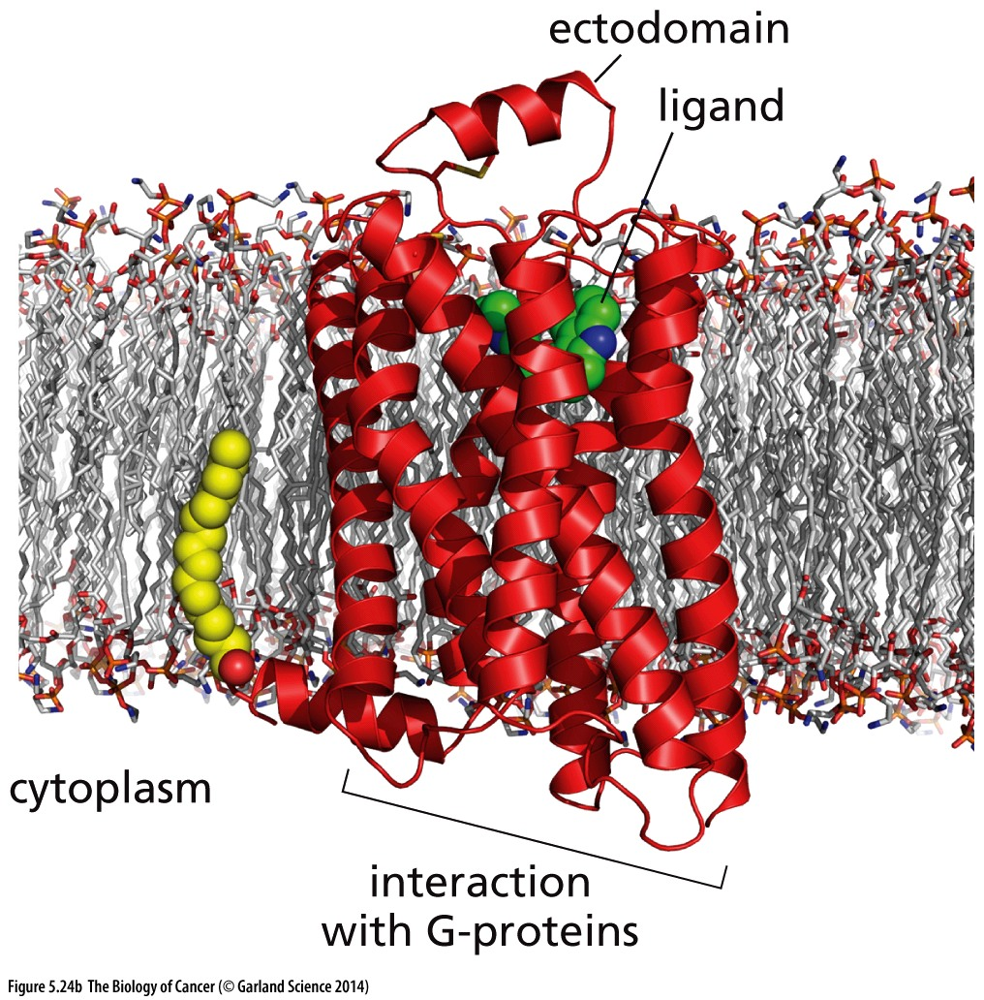 ectodomain
ligand
cytoplasm
interaction
with G-proteins
Figure 5.24b The Biology of Cancer (© Garland Science 2014)